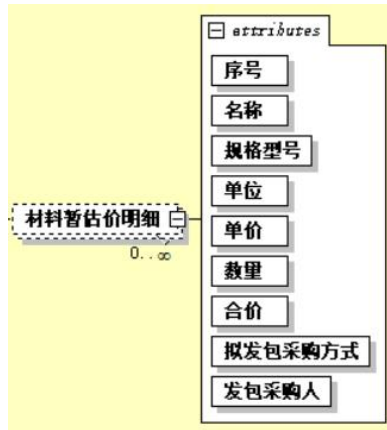 attributes
序号
名称
规格型号
单位
材料暂估价明细
单价
0..∞
数量
合价
拟发包采购方式
发包采购人